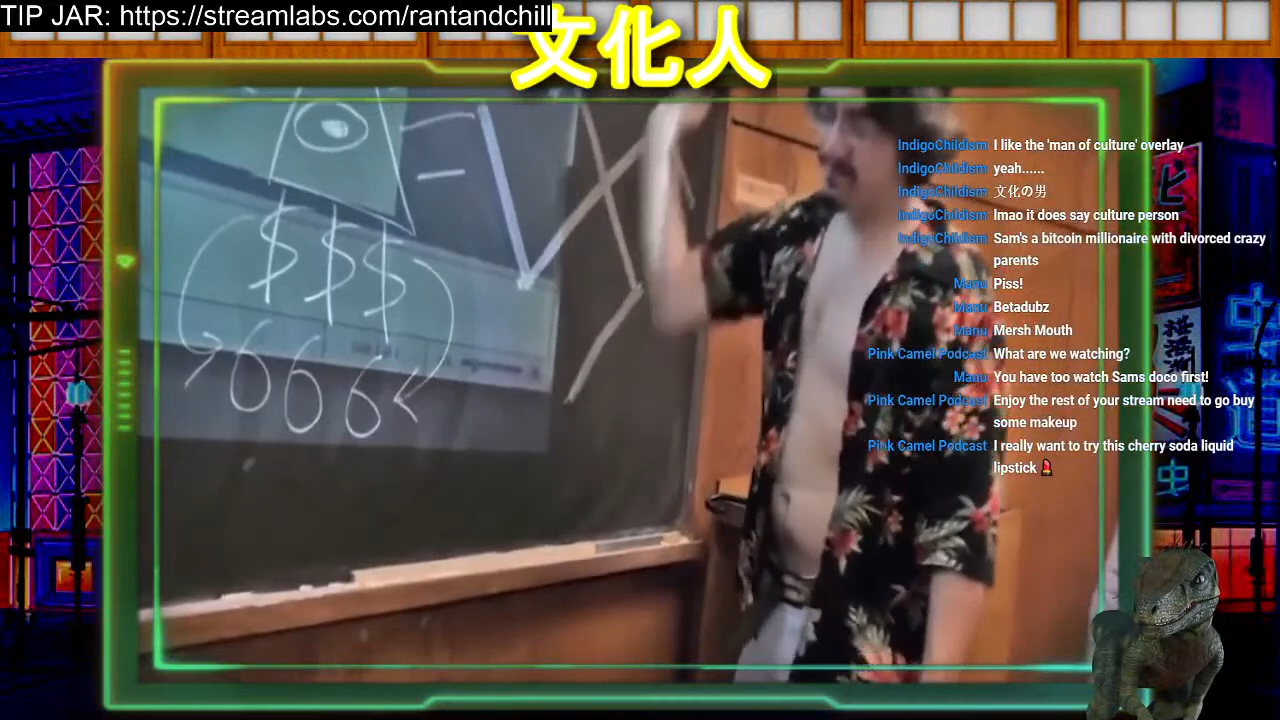 TIP JAR: https://streamlabs.com/rantandchill
文化人
IndigoChildism I like the 'man of culture' overlay
IndigoChildism yeah......
IndigoChildism 文化の男
IndigoChildism lmao it does say culture person
IndigoChildism Sam's a bitcoin millionaire with divorced crazy
parents
Manu Piss!
Manu Betadubz
Manu Mersh Mouth
Pink Camel Podcast What are we watching?
Manu You have too watch Sams doco first!
Pink Camel Podcast Enjoy the rest of your stream need to go buy
some makeup
Pink Camel Podcast I really want to try this cherry soda liquid
lipstick
$$$
666